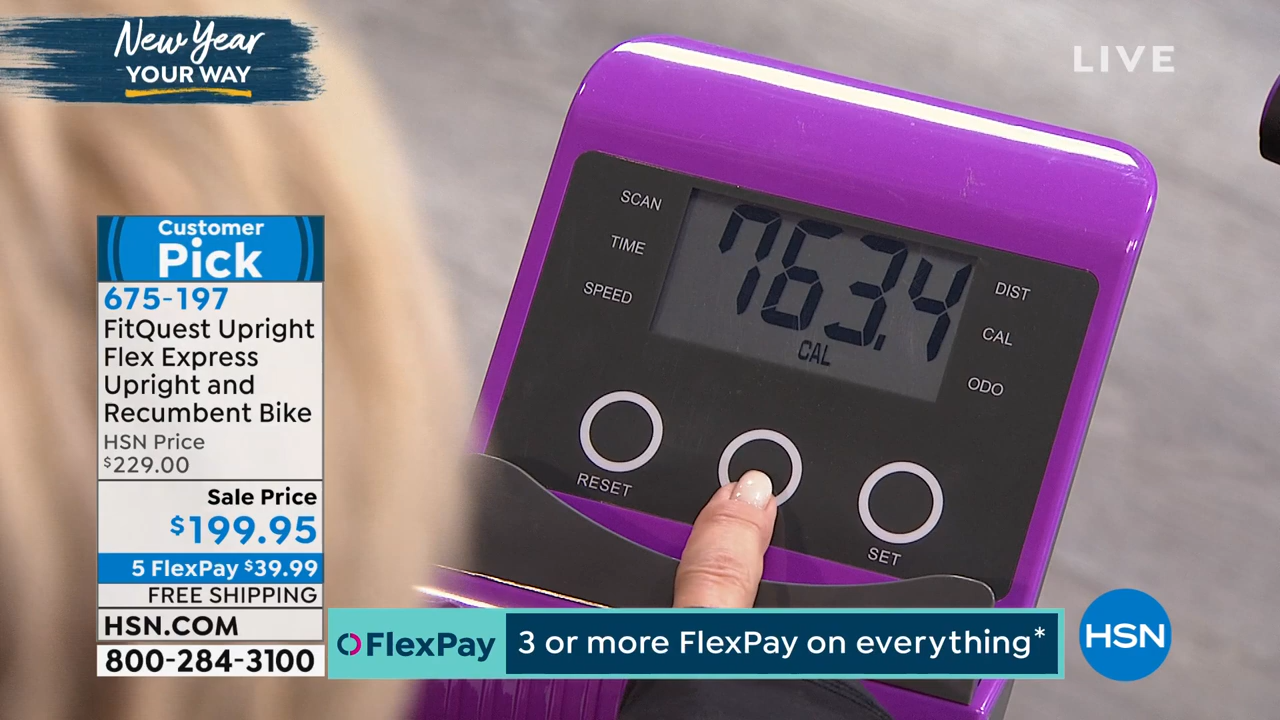 New Year
YOUR WAY
LIVE
Customer
Pick
675-197
FitQuest Upright
Flex Express
Upright and
Recumbent Bike
HSN Price
$229.00
Sale Price
$199.95
5 FlexPay $39.99
FREE SHIPPING
HSN.COM
800-284-3100
SCAN
TIME
SPEED
763.4
CAL
DIST
CAL
ODO
RESET
SET
FlexPay
3 or more FlexPay on everything*
HSN